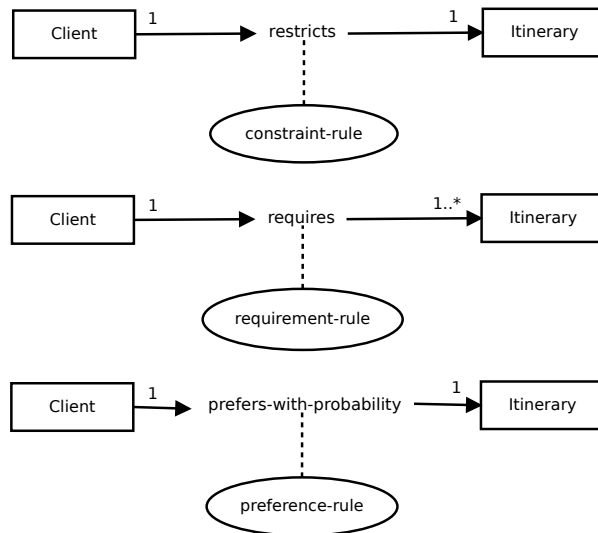 1 1
Client restricts Itinerary
constraint-rule
1 1..*
Client requires Itinerary
requirement-rule
1 1
Client prefers-with-probability Itinerary
preference-rule